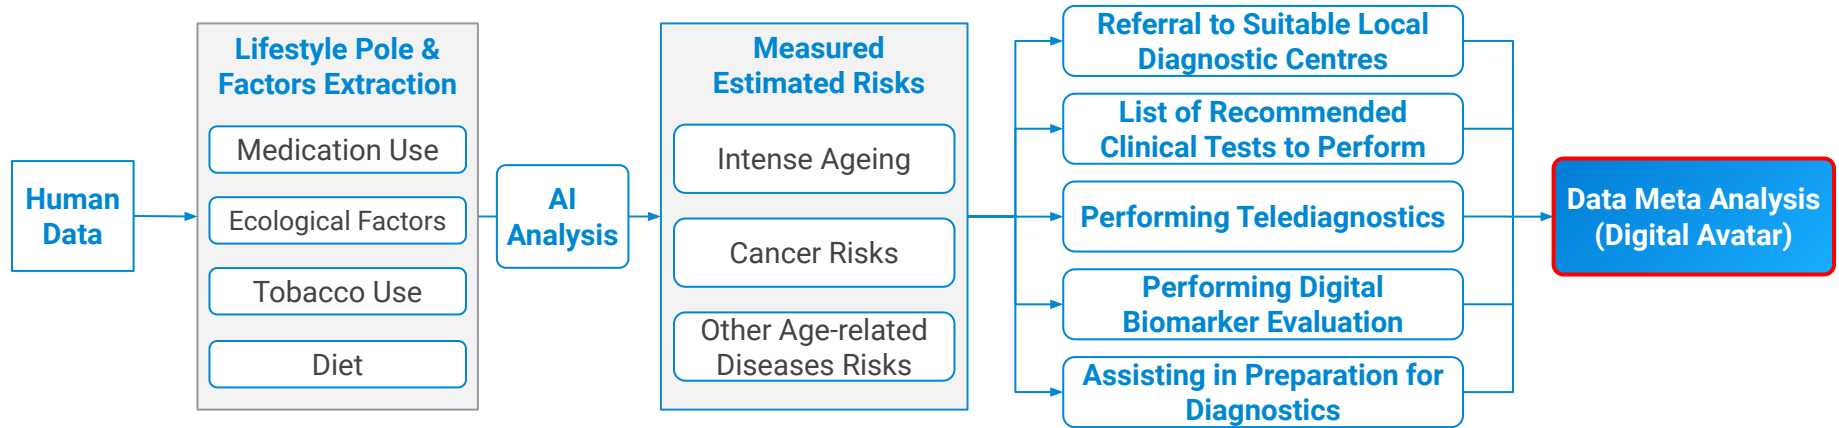 Human
Data
Lifestyle Pole &
Factors Extraction
Medication Use
Ecological Factors
Tobacco Use
Diet
AI
Analysis
Measured
Estimated Risks
Intense Ageing
Cancer Risks
Other Age-related
Diseases Risks
Referral to Suitable Local
Diagnostic Centres
List of Recommended
Clinical Tests to Perform
Performing Telediagnostics
Performing Digital
Biomarker Evaluation
Assisting in Preparation for
Diagnostics
Data Meta Analysis
(Digital Avatar)